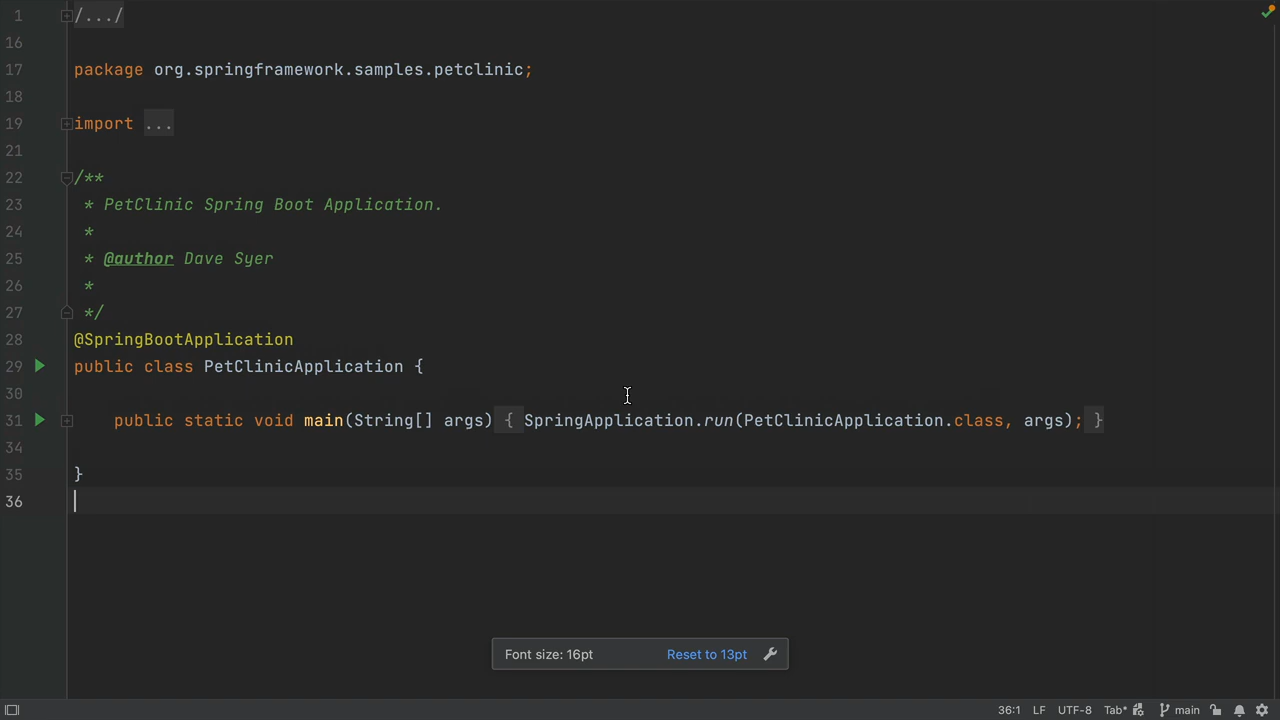 1 /.../
16
17 package org.springframework.samples.petclinic;
18
19 import ...
21
22 /**
23 * PetClinic Spring Boot Application.
24 *
25 * @author Dave Syer
26 *
27 */
28 @SpringBootApplication
29 public class PetClinicApplication {
30
31 public static void main(String[] args) { SpringApplication.run(PetClinicApplication.class, args); }
34
35 }
36
Font size: 16pt Reset to 13pt
36:1 LF UTF-8 Tab* main